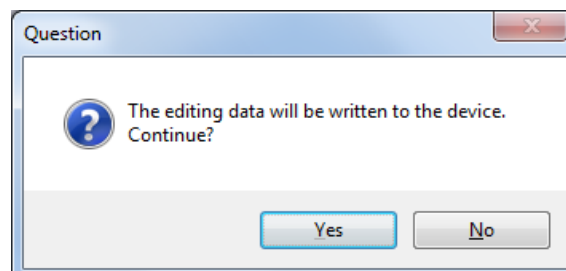 Question
The editing data will be written to the device.
Continue?
Yes
No